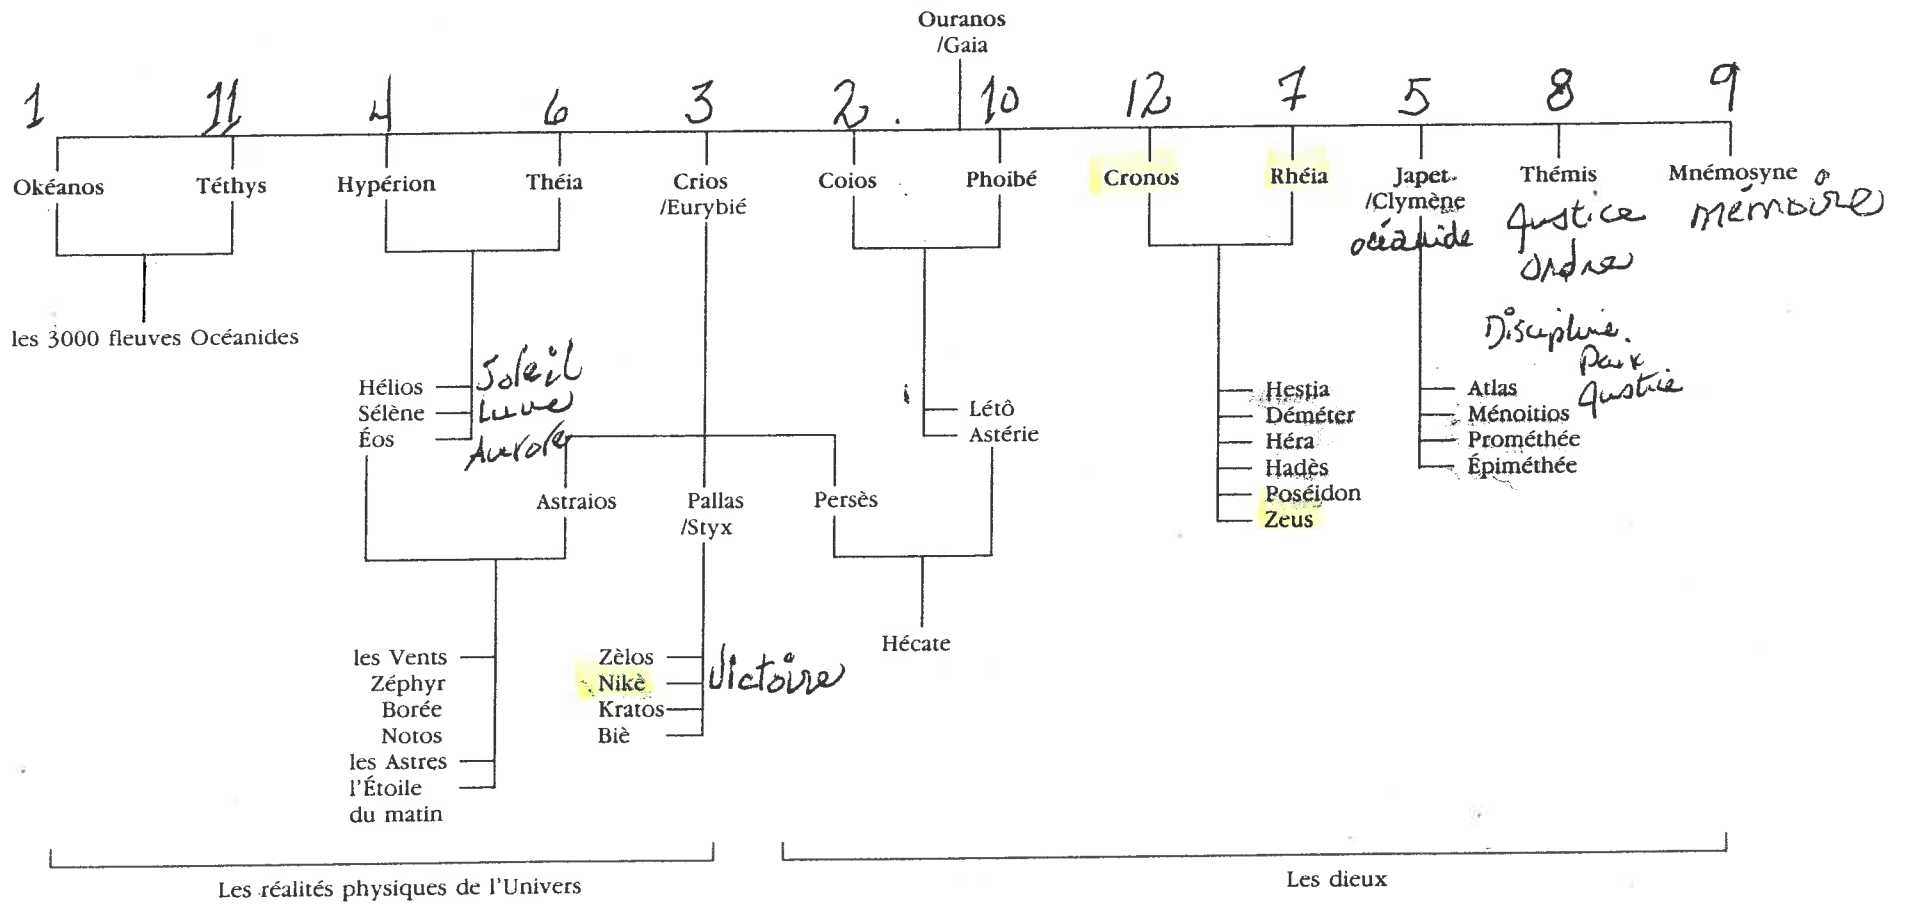 Ouranos
/Gaia
1 11 4 6 3 2. 10 12 7 5 8 9
Okéanos Téthys Hypérion Théia Crios Coios Phoibé Cronos Rhéia Japet Thémis Mnémosyne
/Eurybié /Clymène Justice Mémoire
océanide ordre
les 3000 fleuves Océanides
Discipline.
Paix
Justice
Hélios Soleil
Sélène Lune
Éos Aurore
Létô
Astérie
Hestia
Déméter
Héra
Hadès
Poséidon
Zeus
Atlas
Ménoitios
Prométhée
Épiméthée
Astraios Pallas Persès
/Styx
Hécate
les Vents
Zéphyr
Borée
Notos
les Astres
l'Étoile
du matin
Zèlos
Nikè Victoire
Kratos
Biè
Les réalités physiques de l'Univers
Les dieux